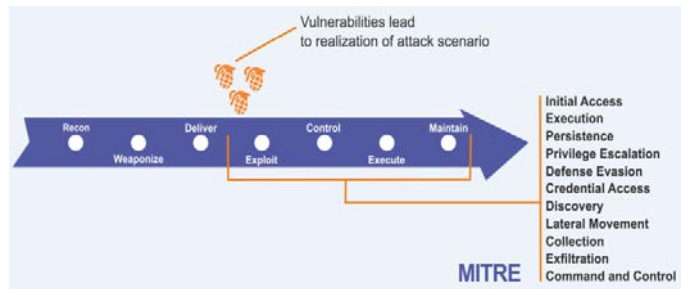 Vulnerabilities lead
to realization of attack scenario
Recon
Weaponize
Deliver
Exploit
Control
Execute
Maintain
Initial Access
Execution
Persistence
Privilege Escalation
Defense Evasion
Credential Access
Discovery
Lateral Movement
Collection
Exfiltration
Command and Control
MITRE